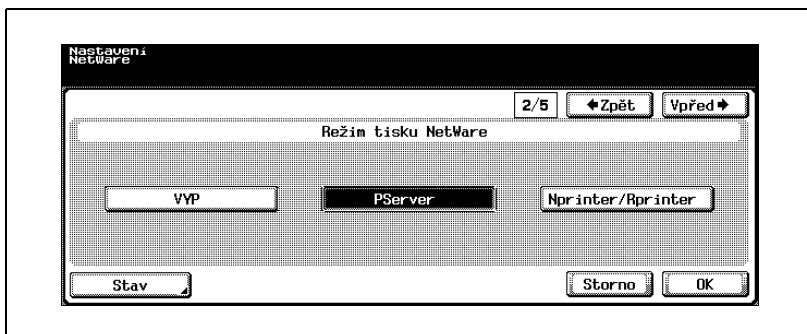 Nastavení
NetWare
2/5 ←Zpět Vpřed→
Režim tisku NetWare
VYP PServer Nprinter/Rprinter
Stav Storno OK